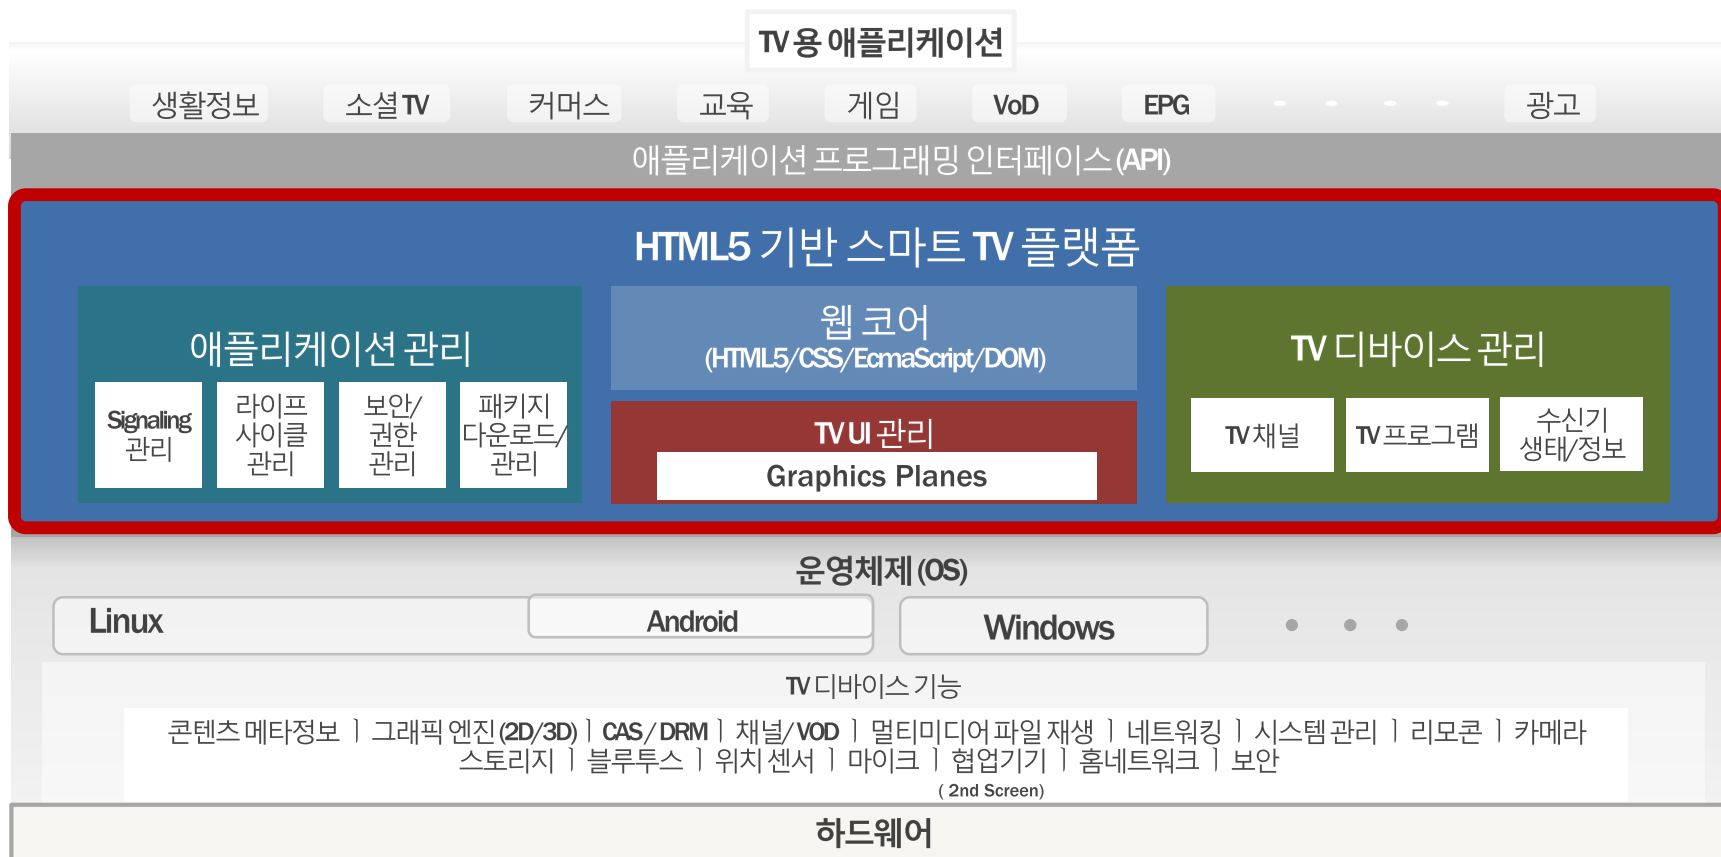 TV용 애플리케이션
생활정보 소셜TV 커머스 교육 게임 VoD EPG 광고
애플리케이션 프로그래밍 인터페이스(API)
HTML5 기반 스마트 TV 플랫폼
애플리케이션 관리
Signaling
관리
라이프
사이클
관리
보안/
권한
관리
패키지
다운로드/
관리
웹 코어
(HTML5/CSS/EcmaScript/DOM)
TV UI 관리
Graphics Planes
TV 디바이스 관리
TV채널
TV프로그램
수신기
생태/정보
운영체제(OS)
Linux Android Windows
TV 디바이스 기능
콘텐츠 메타정보 | 그래픽 엔진(2D/3D) | CAS / DRM | 채널/ VOD | 멀티미디어 파일 재생 | 네트워킹 | 시스템 관리 | 리모콘 | 카메라
스토리지 | 블루투스 | 위치 센서 | 마이크 | 협업기기 | 홈네트워크 | 보안
( 2nd Screen)
하드웨어